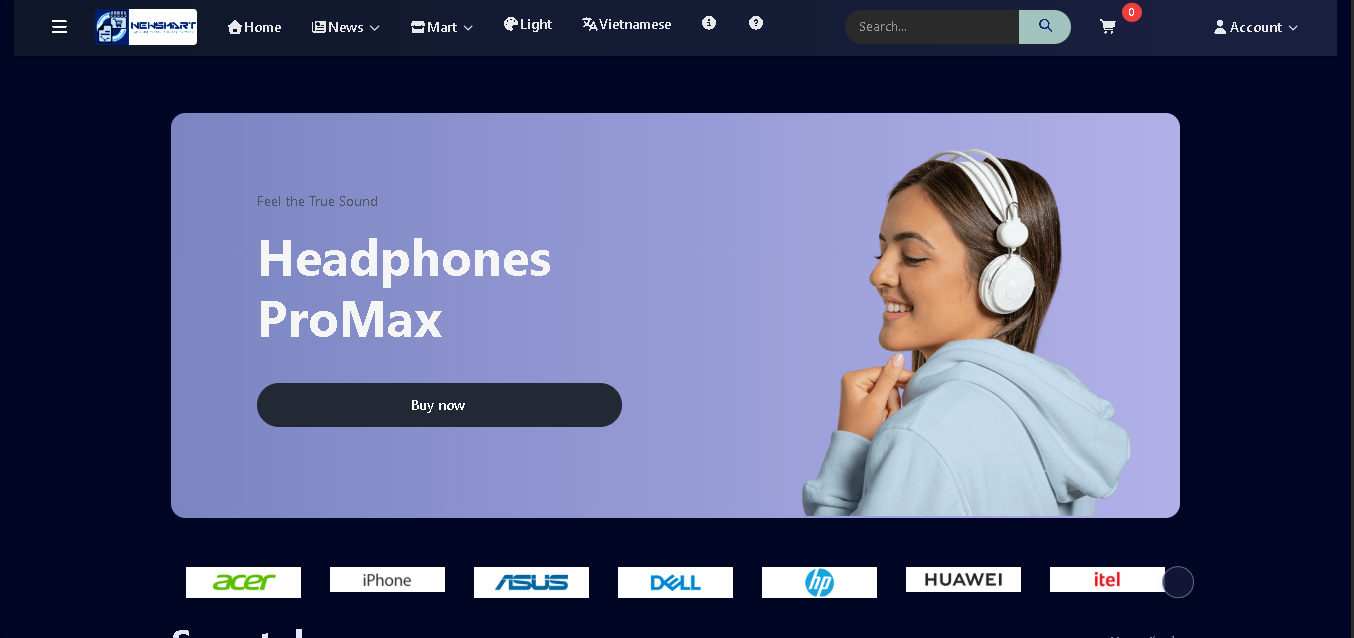 NENSMART
Home
News
Mart
Light
Vietnamese
Search...
0
Account
Feel the True Sound
Headphones
ProMax
Buy now
acer
iPhone
ASUS
DELL
hp
HUAWEI
itel